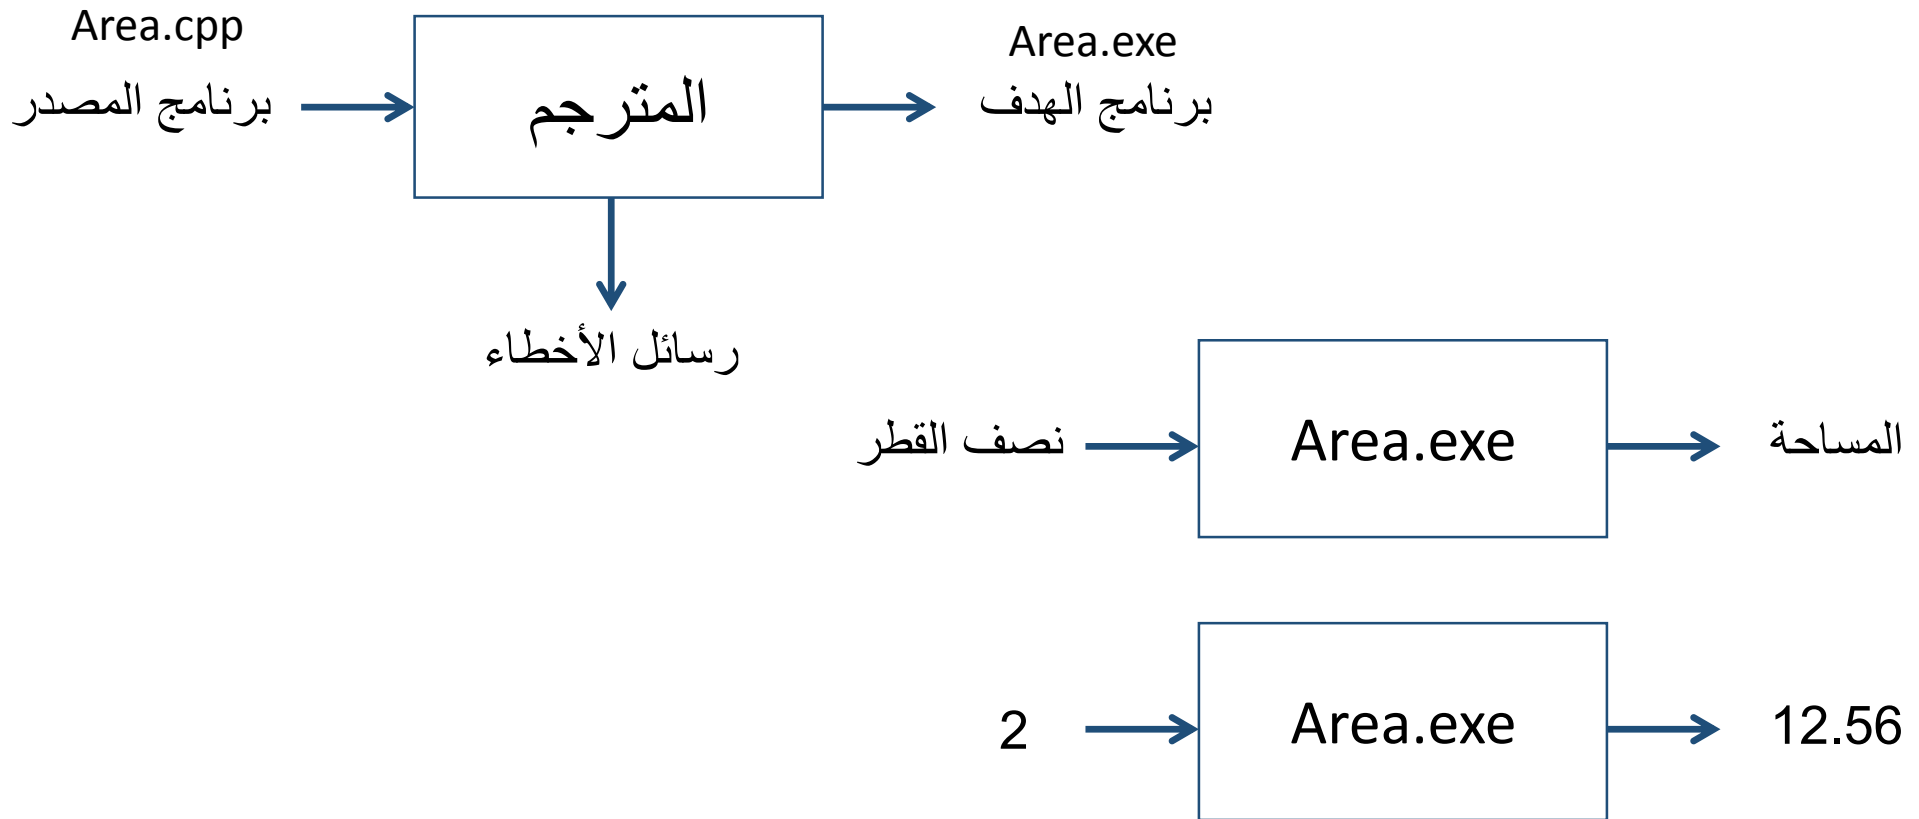 Area.cpp
برنامج المصدر
المترجم
Area.exe
برنامج الهدف
رسائل الأخطاء
نصف القطر
Area.exe
المساحة
2
Area.exe
12.56